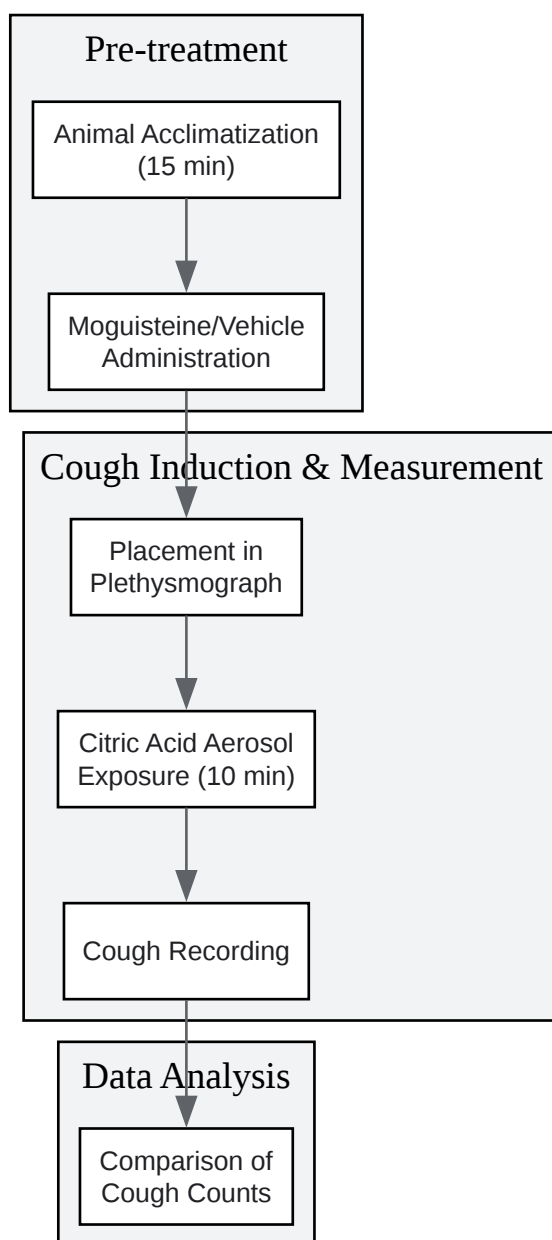 Pre-treatment
Animal Acclimatization
(15 min)
Moguisteine/Vehicle
Administration
Cough Induction & Measurement
Placement in
Plethysmograph
Citric Acid Aerosol
Exposure (10 min)
Cough Recording
Data Analysis
Comparison of
Cough Counts